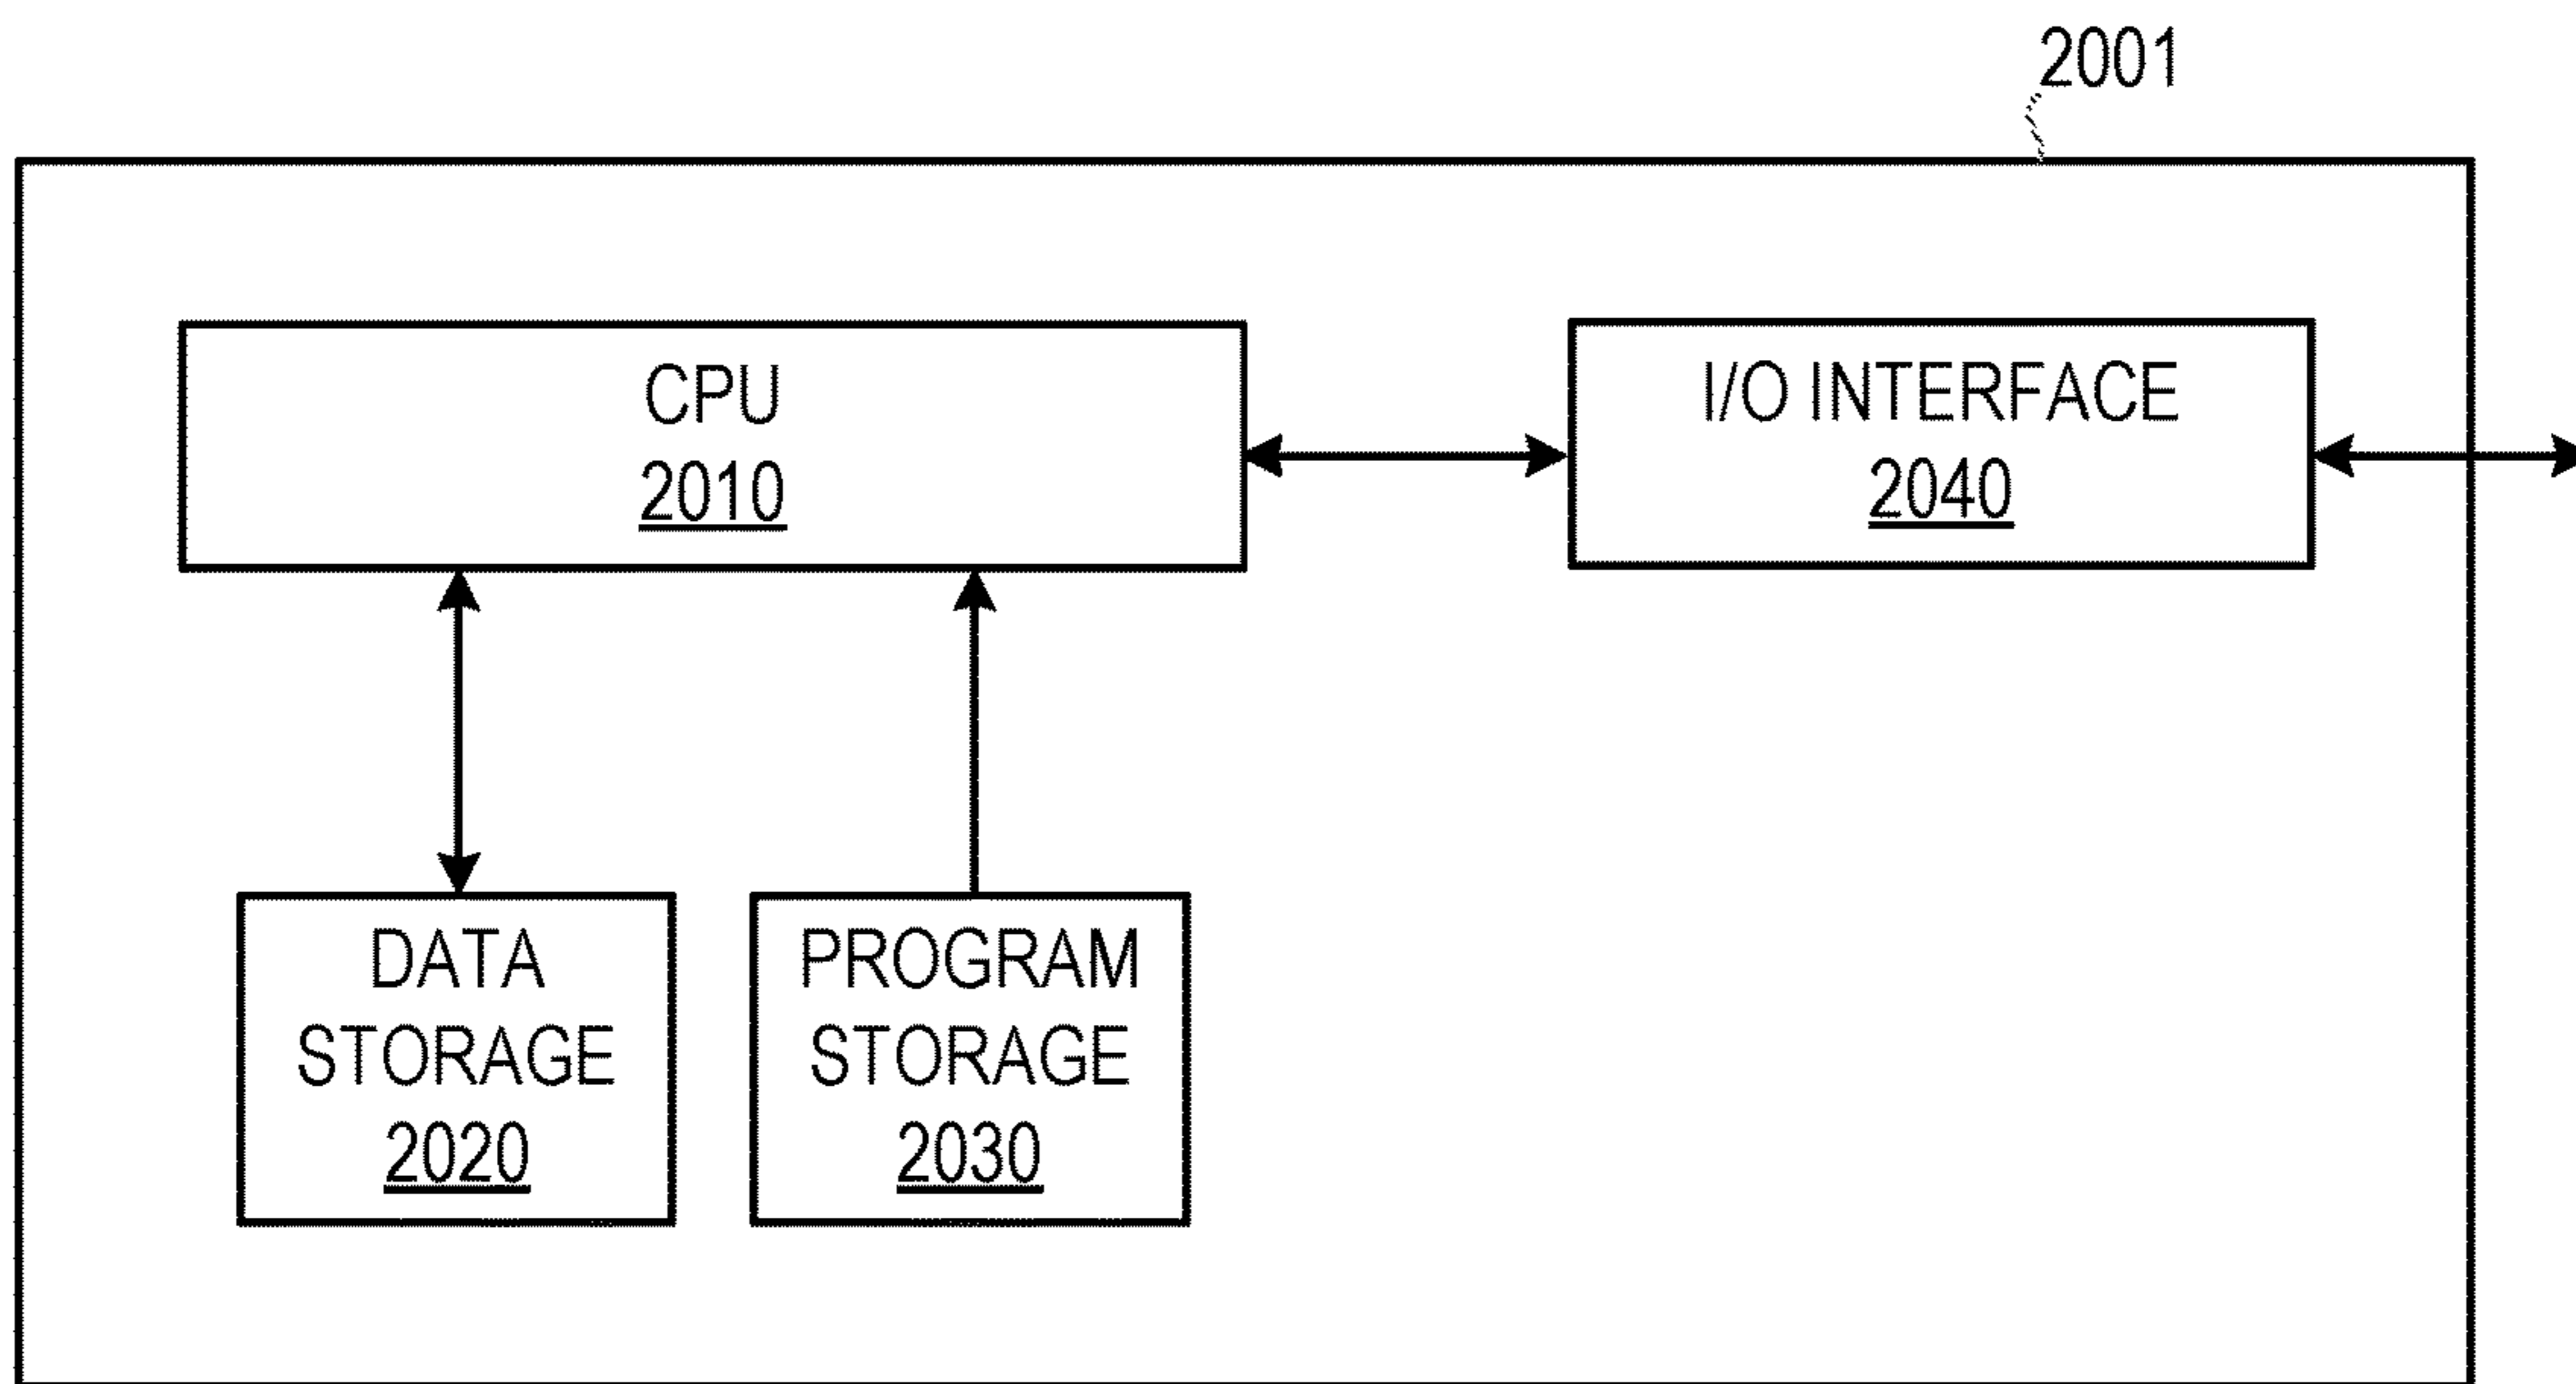 2001
CPU
2010
I/O INTERFACE
2040
DATA
STORAGE
2020
PROGRAM
STORAGE
2030